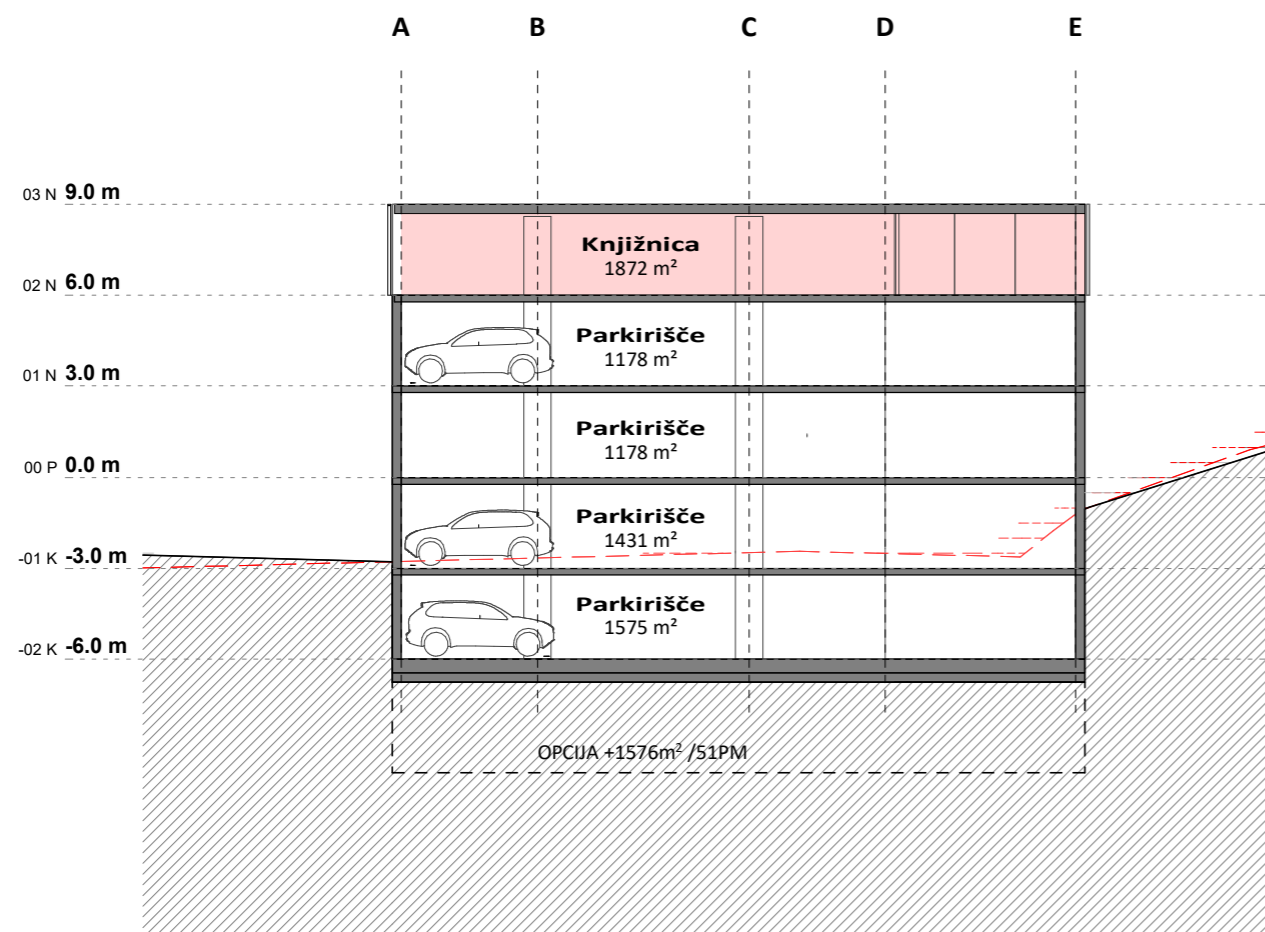 A B C D E
03 N 9.0 m
Knjižnica
1872 m²
02 N 6.0 m
Parkirišče
1178 m²
01 N 3.0 m
Parkirišče
1178 m²
00 P 0.0 m
Parkirišče
1431 m²
-01 K -3.0 m
Parkirišče
1575 m²
-02 K -6.0 m
OPCIJA +1576m² /51PM